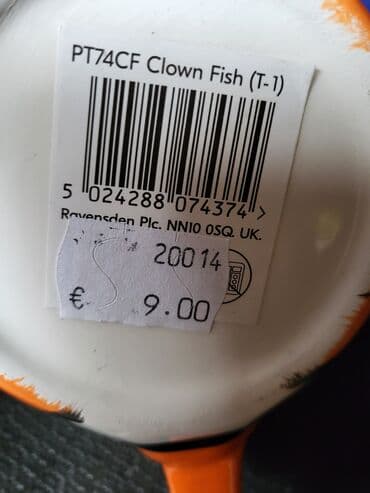 PT74CF Clown Fish (T-1)
5 024288 074374 >
Ravensden Plc. NN10 0SQ. UK.
20014
€ 9.00